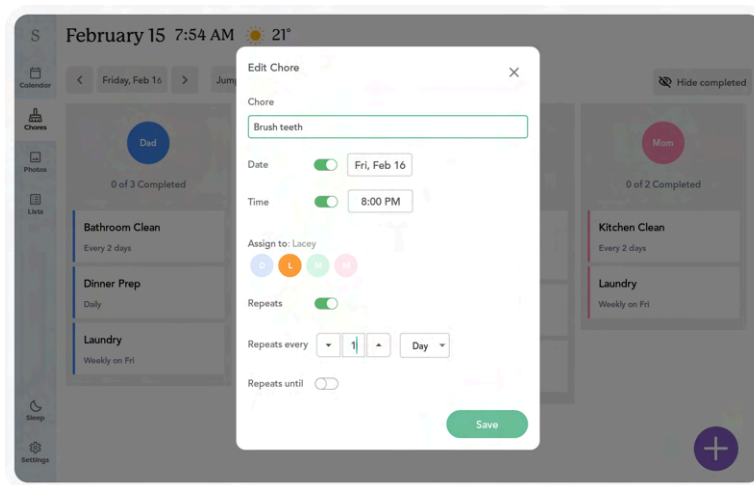 S
February 15 7:54 AM 21°
Calendar
Chores
Photos
Lists
Sleep
Settings
Friday, Feb 16
Jum
Hide completed
Dad
0 of 3 Completed
Bathroom Clean
Every 2 days
Dinner Prep
Daily
Laundry
Weekly on Fri
Edit Chore
Chore
Brush teeth
Date Fri, Feb 16
Time 8:00 PM
Assign to: Lacey
D L M M
Repeats
Repeats every 1 Day
Repeats until
Save
Mom
0 of 2 Completed
Kitchen Clean
Every 2 days
Laundry
Weekly on Fri